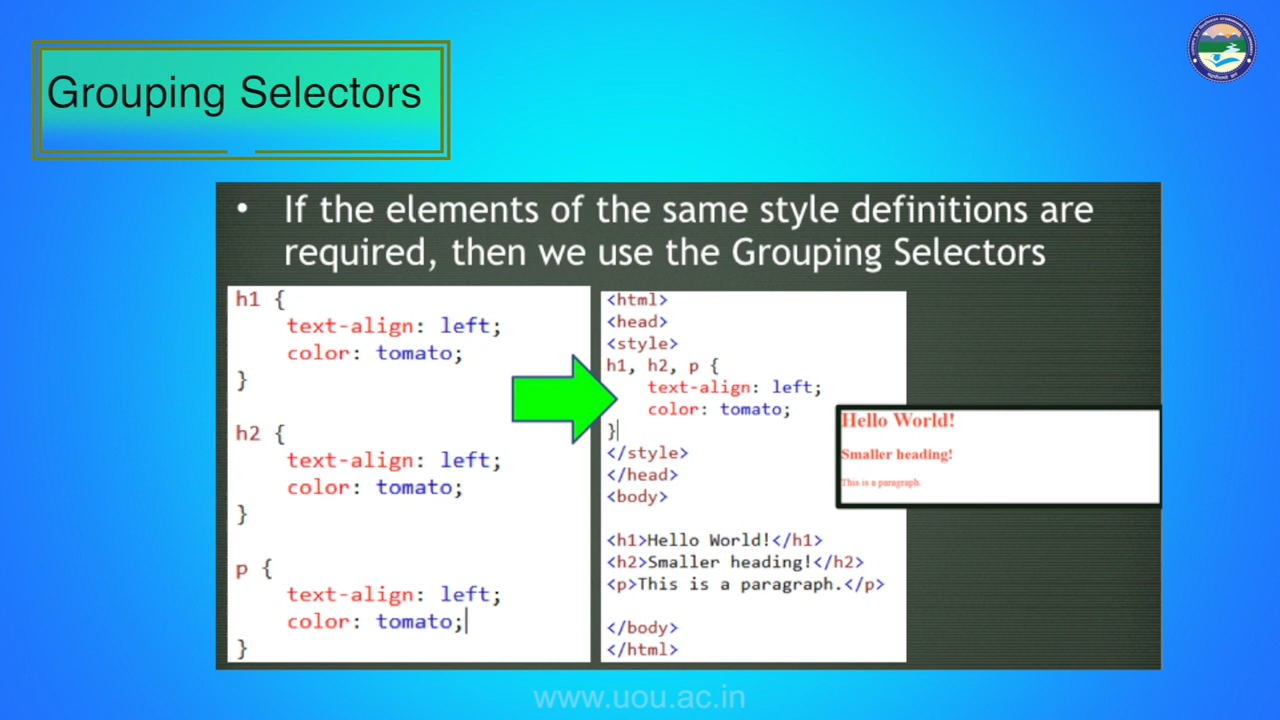 Grouping Selectors
• If the elements of the same style definitions are
required, then we use the Grouping Selectors
h1 {
text-align: left;
color: tomato;
}
h2 {
text-align: left;
color: tomato;
}
p {
text-align: left;
color: tomato;
}
<html>
<head>
<style>
h1, h2, p {
text-align: left;
color: tomato;
}
</style>
</head>
<body>
<h1>Hello World!</h1>
<h2>Smaller heading!</h2>
<p>This is a paragraph.</p>
</body>
</html>
Hello World!
Smaller heading!
This is a paragraph.
www.uou.ac.in